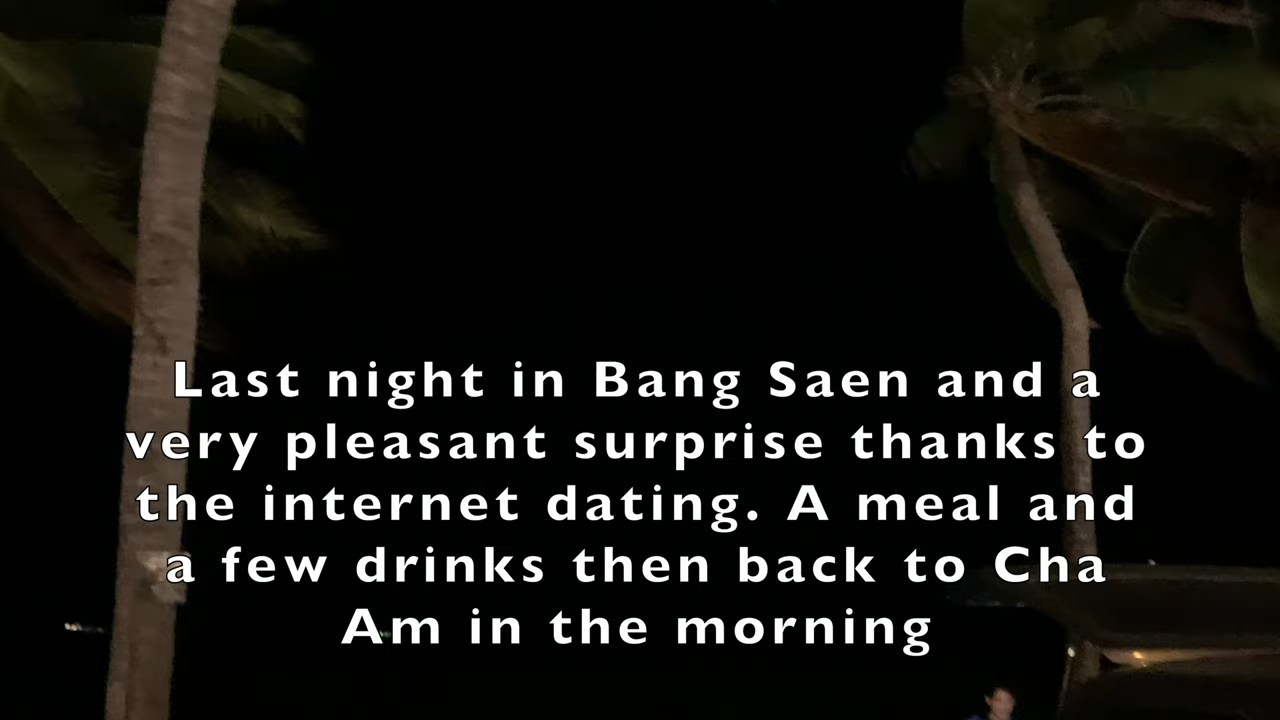 Last night in Bang Saen and a
very pleasant surprise thanks to
the internet dating. A meal and
a few drinks then back to Cha
Am in the morning